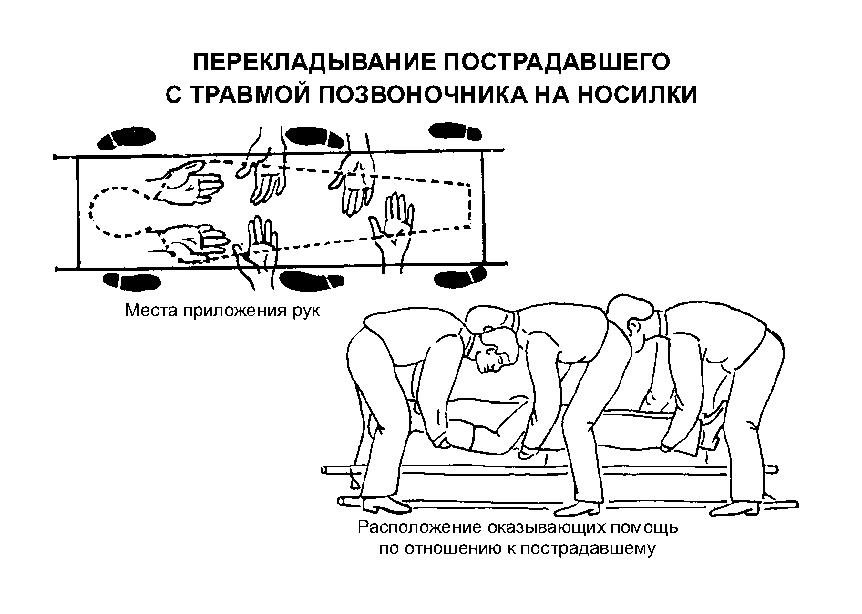 ПЕРЕКЛАДЫВАНИЕ ПОСТРАДАВШЕГО
С ТРАВМОЙ ПОЗВОНОЧНИКА НА НОСИЛКИ
Места приложения рук
Расположение оказывающих помощь
по отношению к пострадавшему